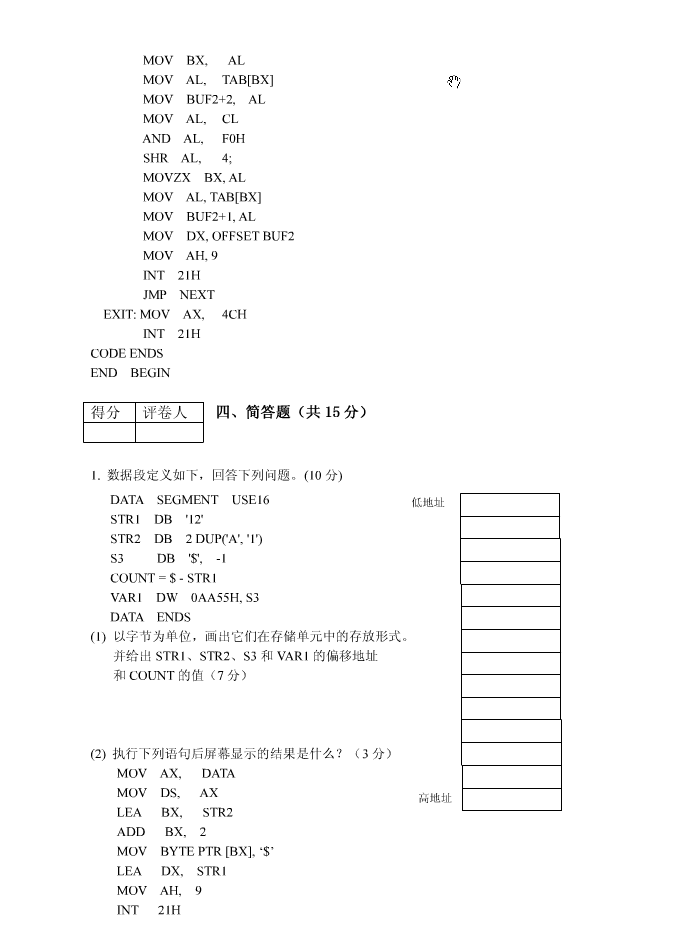 MOV BX, AL
MOV AL, TAB[BX]
MOV BUF2+2, AL
MOV AL, CL
AND AL, F0H
SHR AL, 4;
MOVZX BX, AL
MOV AL, TAB[BX]
MOV BUF2+1, AL
MOV DX, OFFSET BUF2
MOV AH, 9
INT 21H
JMP NEXT
EXIT: MOV AX, 4CH
INT 21H
CODE ENDS
END BEGIN
得分 评卷人
四、简答题（共 15 分）
1. 数据段定义如下，回答下列问题。(10 分)
DATA SEGMENT USE16
STR1 DB '12'
STR2 DB 2 DUP('A', '1')
S3 DB '$', -1
COUNT = $ - STR1
VAR1 DW 0AA55H, S3
DATA ENDS
(1) 以字节为单位，画出它们在存储单元中的存放形式。
并给出 STR1、STR2、S3 和 VAR1 的偏移地址
和 COUNT 的值（7 分）
低地址
高地址
(2) 执行下列语句后屏幕显示的结果是什么？（3 分）
MOV AX, DATA
MOV DS, AX
LEA BX, STR2
ADD BX, 2
MOV BYTE PTR [BX], ‘$’
LEA DX, STR1
MOV AH, 9
INT 21H